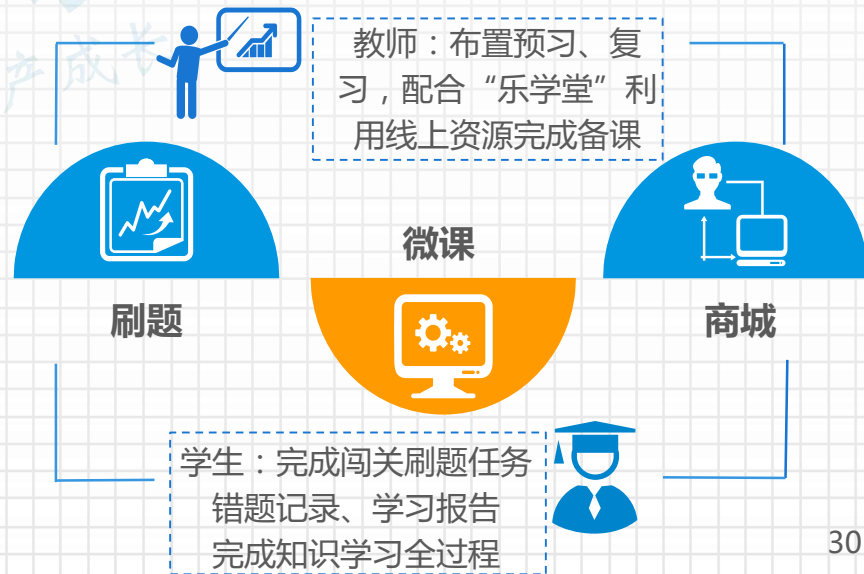 产成长
教师：布置预习、复
习，配合“乐学堂”利
用线上资源完成备课
微课
刷题
商城
学生：完成闯关刷题任务
错题记录、学习报告
完成知识学习全过程
30